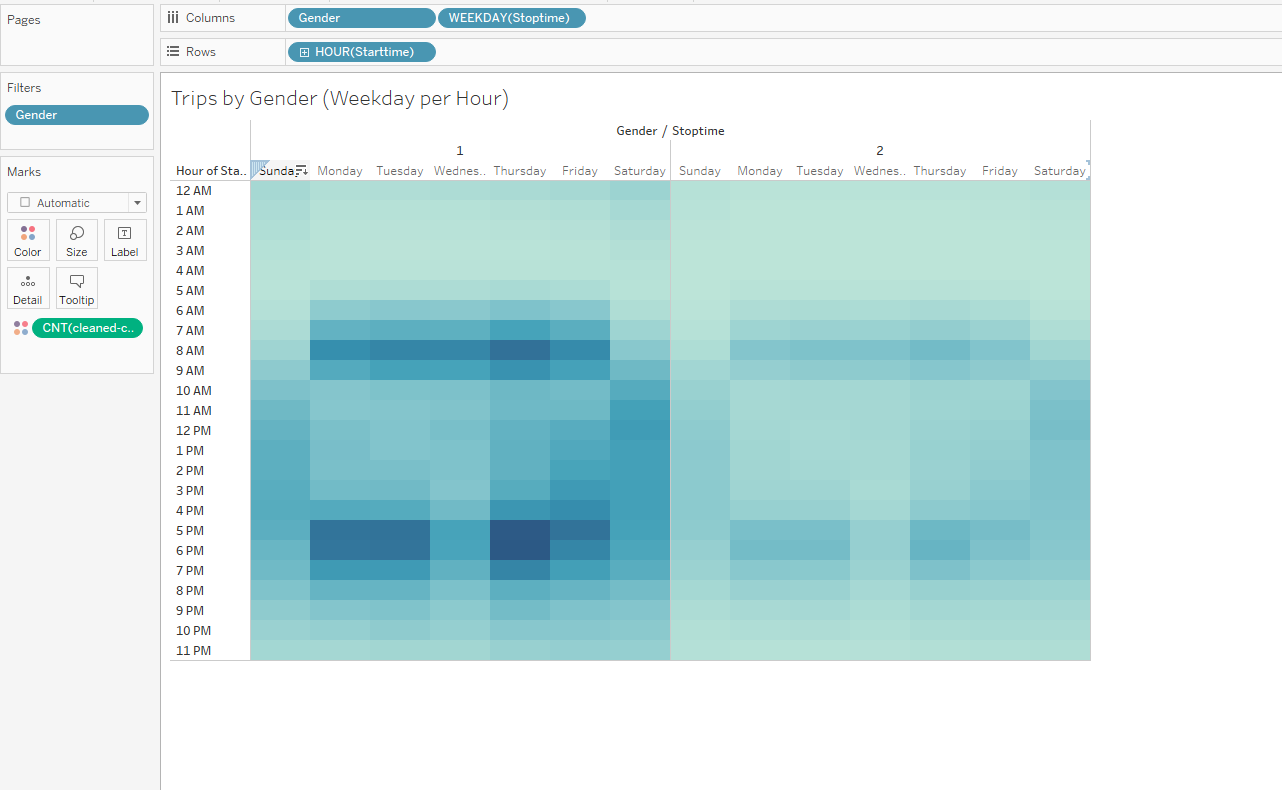 Pages
Columns Gender WEEKDAY(Stoptime)
Rows HOUR(Starttime)
Filters
Gender
Marks
Automatic
Color Size Label
Detail Tooltip
CNT(cleaned-c..
Trips by Gender (Weekday per Hour)
Gender / Stoptime
1 2
Hour of Sta.. Sunda Monday Tuesday Wednes.. Thursday Friday Saturday Sunday Monday Tuesday Wednes.. Thursday Friday Saturday
12 AM
1 AM
2 AM
3 AM
4 AM
5 AM
6 AM
7 AM
8 AM
9 AM
10 AM
11 AM
12 PM
1 PM
2 PM
3 PM
4 PM
5 PM
6 PM
7 PM
8 PM
9 PM
10 PM
11 PM